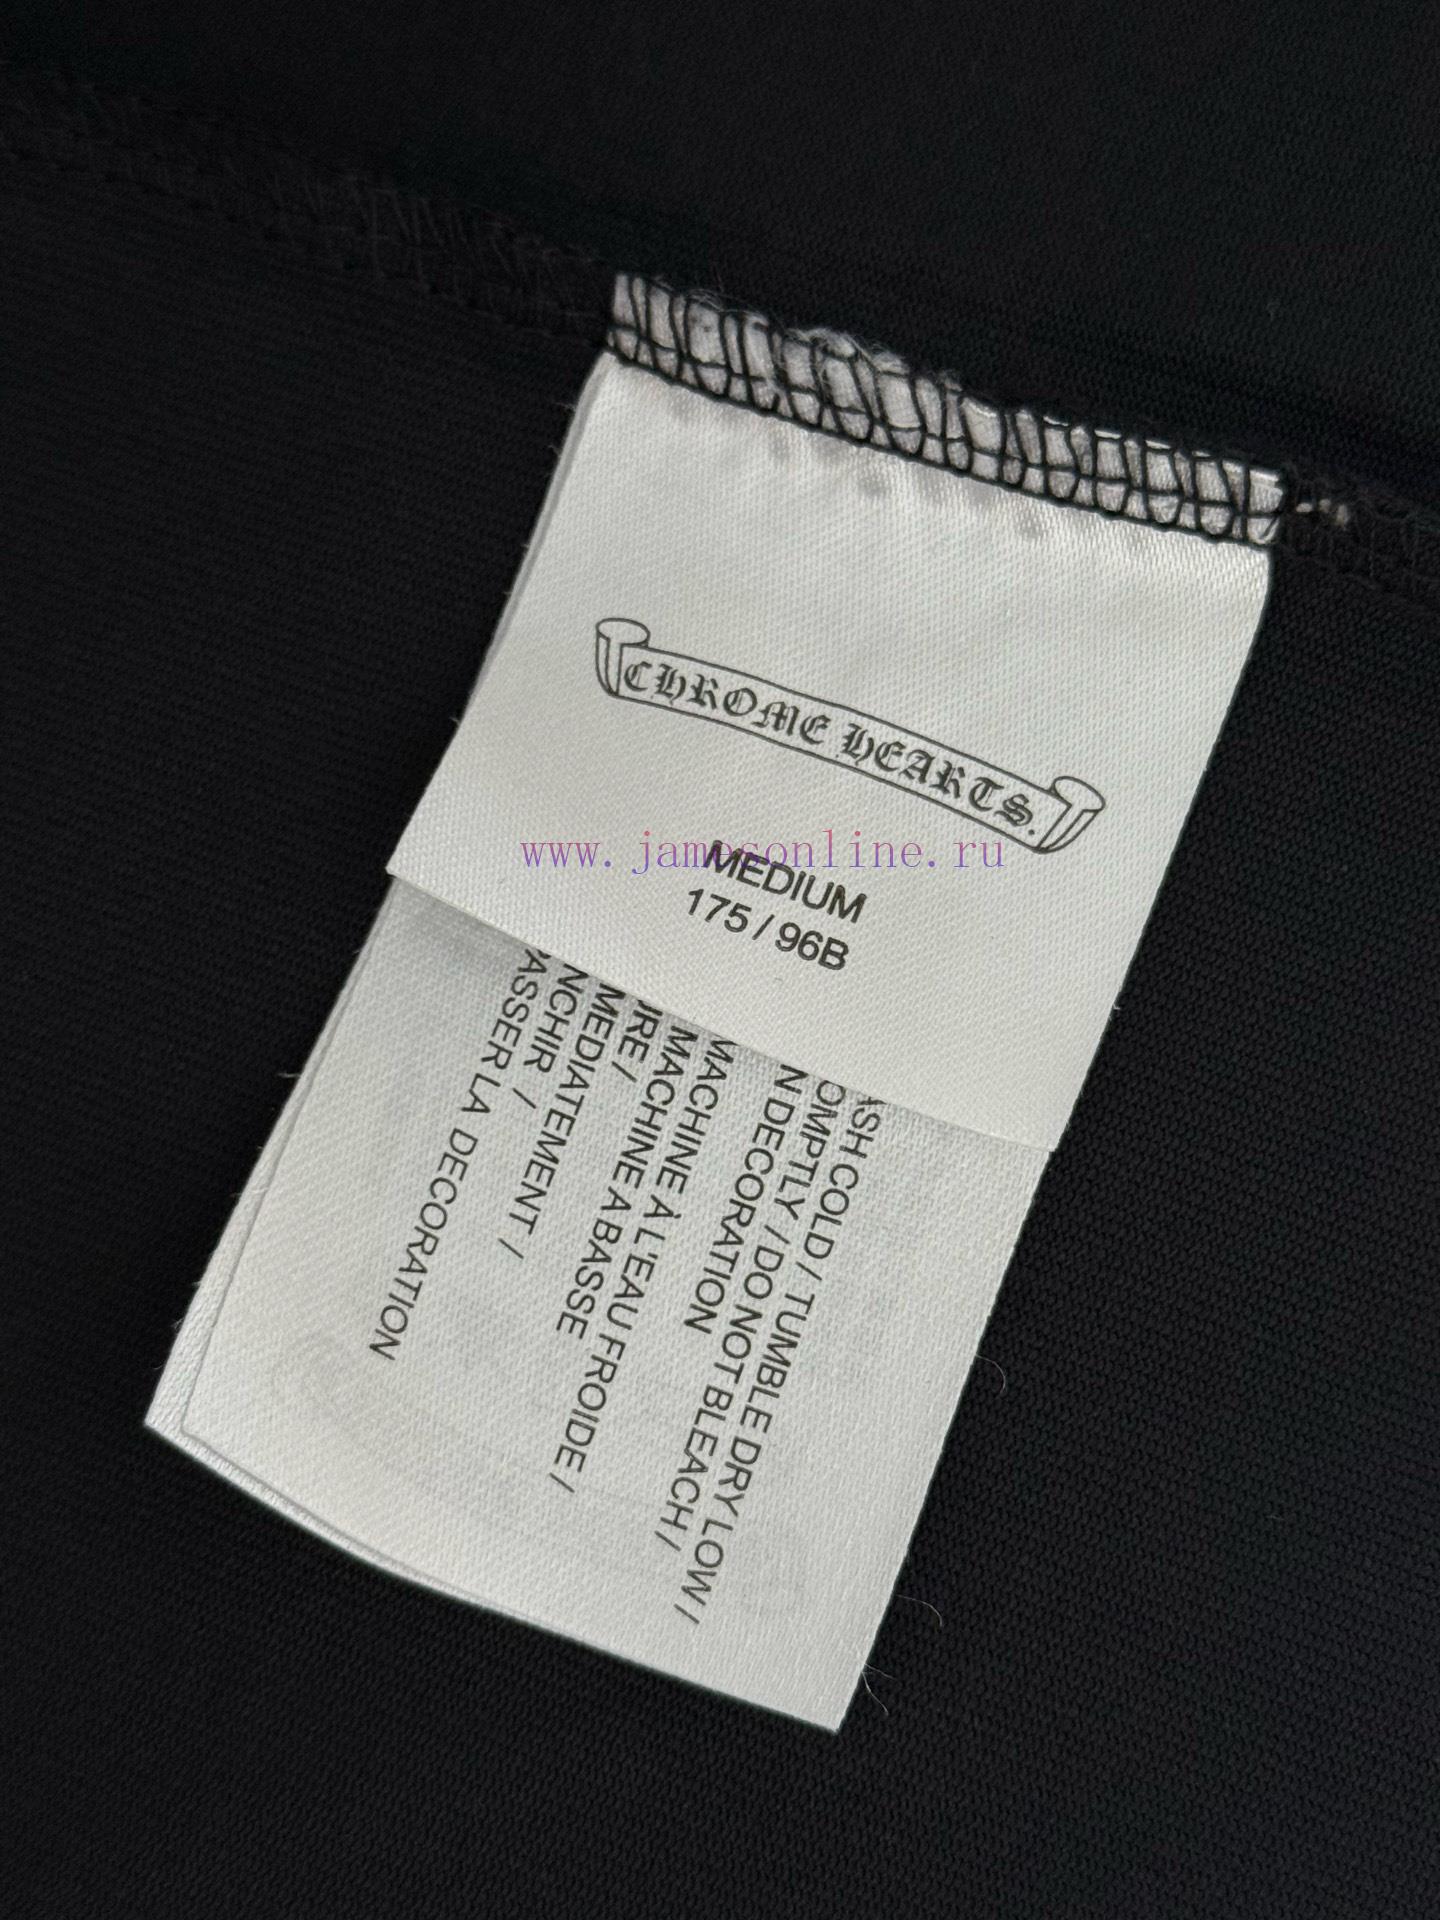 CHROME HEARTS.
www.jamesonline.ru
MEDIUM
175 / 96B
ASH COLD / TUMBLE DRY LOW /
OMPTLY / DO NOT BLEACH /
N DECORATION
MACHINE À L'EAU FROIDE /
MACHINE A BASSE
URE /
MEDIATEMENT /
NCHIR /
ASSER LA DECORATION